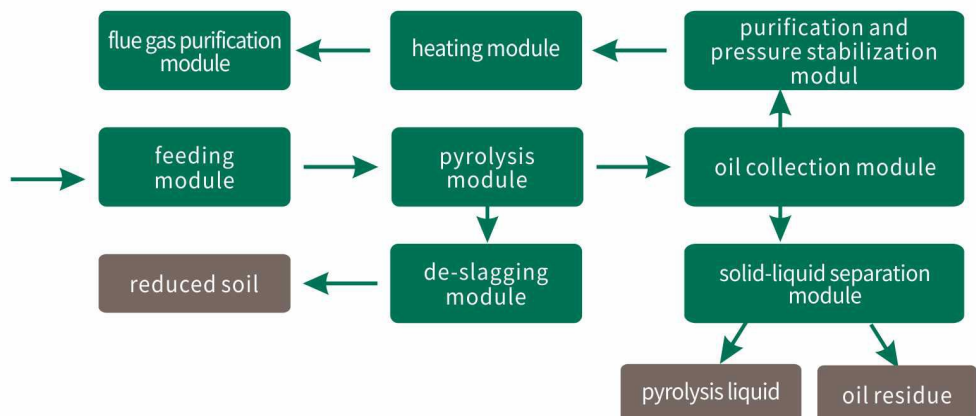 flue gas purification
module
heating module
purification and
pressure stabilization
modul
feeding
module
pyrolysis
module
oil collection module
reduced soil
de-slagging
module
solid-liquid separation
module
pyrolysis liquid
oil residue